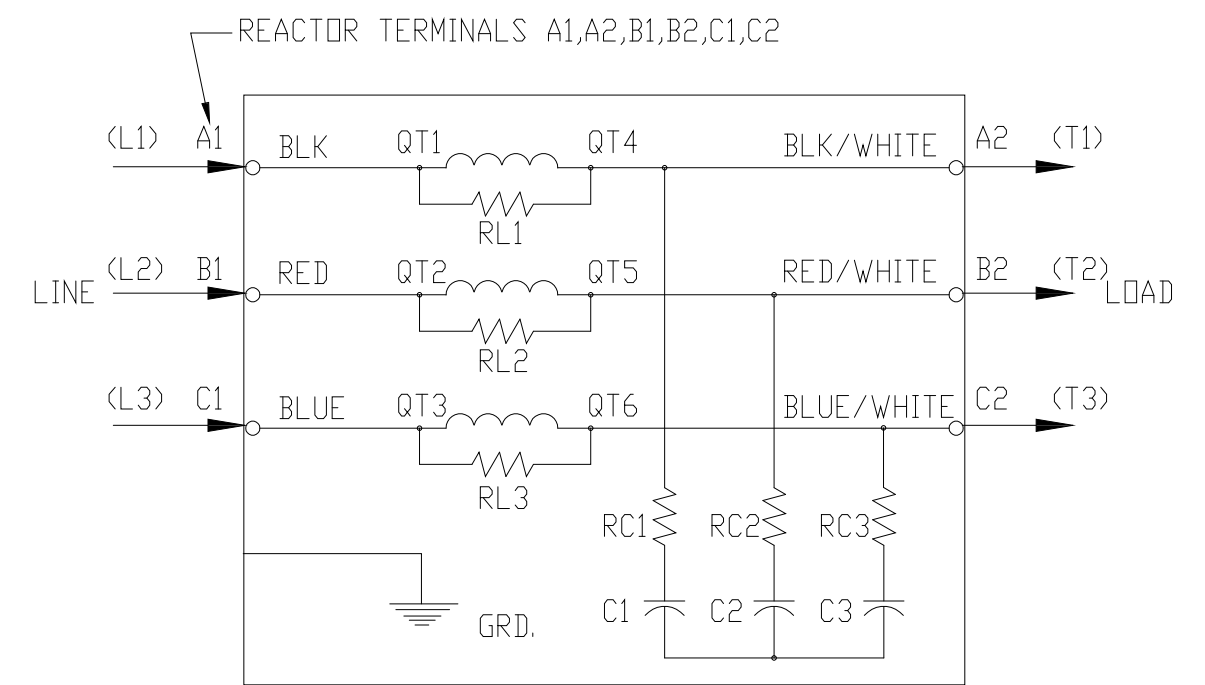 REACTOR TERMINALS A1,A2,B1,B2,C1,C2
(L1) A1 BLK QT1 QT4 BLK/WHITE A2 (T1)
RL1
LINE (L2) B1 RED QT2 QT5 RED/WHITE B2 (T2) LOAD
RL2
(L3) C1 BLUE QT3 QT6 BLUE/WHITE C2 (T3)
RL3
RC1 RC2 RC3
C1 C2 C3
GRD.